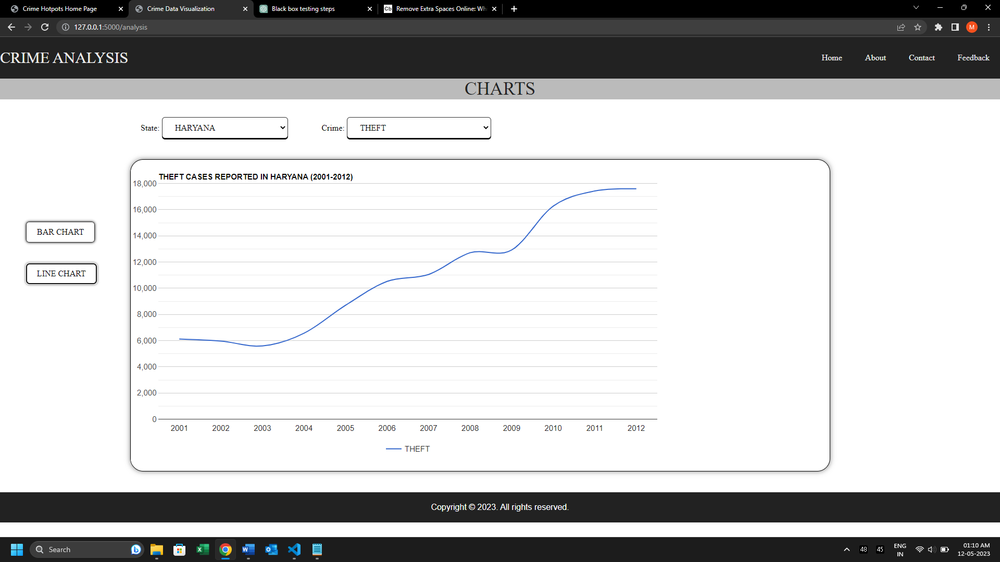 Crime Hotpots Home Page
Crime Data Visualization
Black box testing steps
Cb Remove Extra Spaces Online: Wh
127.0.0.1:5000/analysis
M
CRIME ANALYSIS
Home About Contact Feedback
CHARTS
State: HARYANA Crime: THEFT
THEFT CASES REPORTED IN HARYANA (2001-2012)
18,000
16,000
14,000
12,000
10,000
8,000
6,000
4,000
2,000
0
2001 2002 2003 2004 2005 2006 2007 2008 2009 2010 2011 2012
THEFT
BAR CHART
LINE CHART
Copyright © 2023. All rights reserved.
Search
48 45
ENG
IN
01:10 AM
12-05-2023